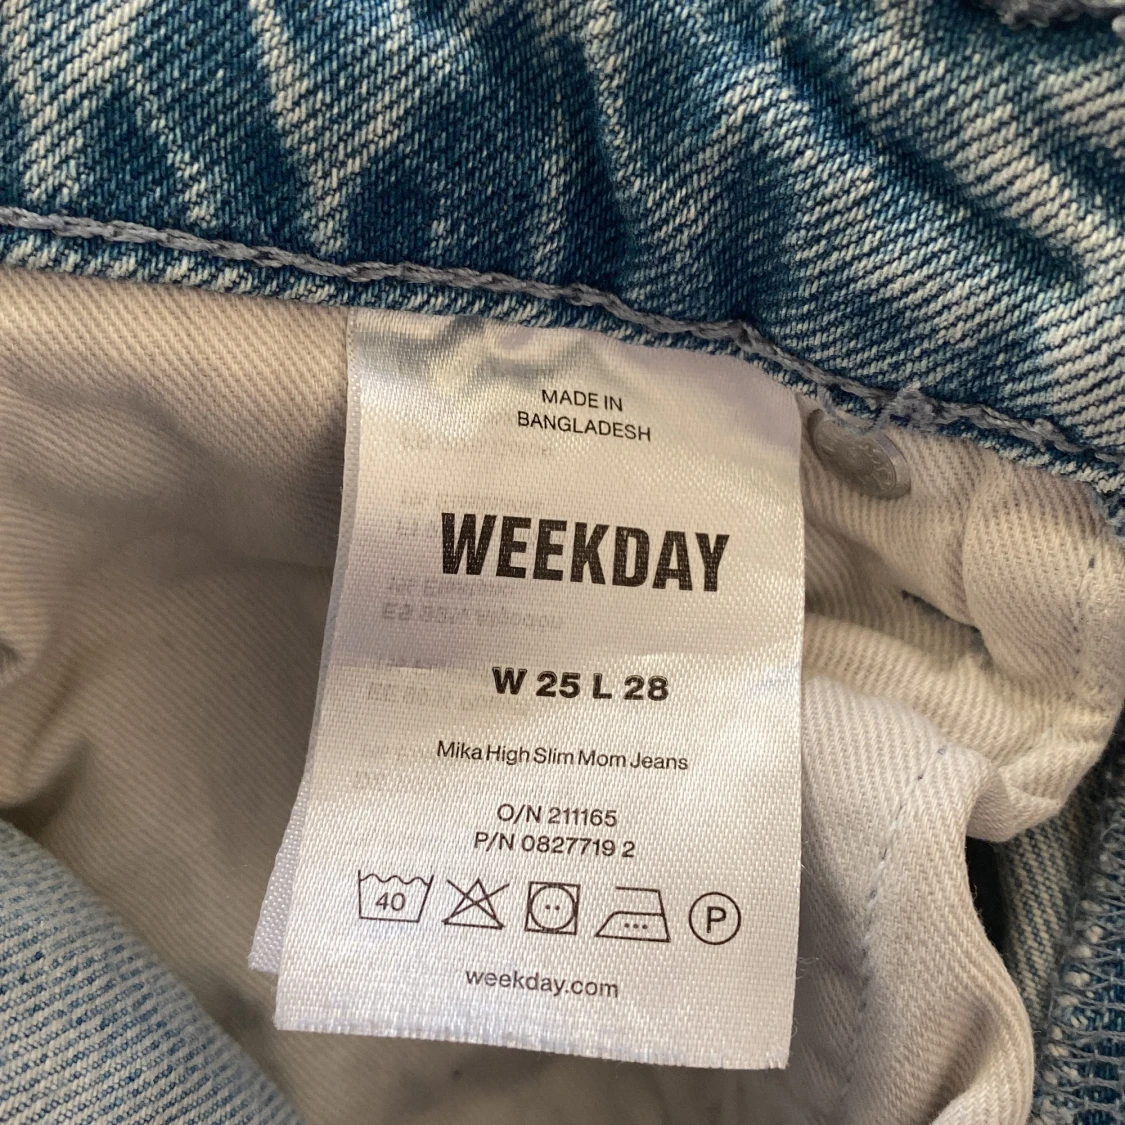 MADE IN
BANGLADESH
WEEKDAY
W 25 L 28
Mika High Slim Mom Jeans
O/N 211165
P/N 0827719 2
40
P
weekday.com